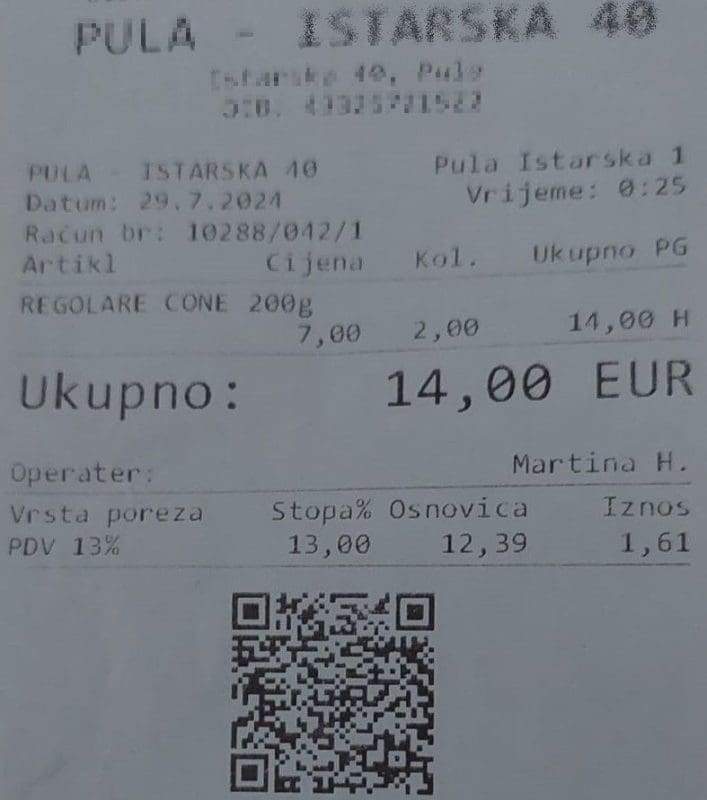 PULA - ISTARSKA 40
Istarska 40, Pula
OIB.
PULA - ISTARSKA 40 Pula Istarska 1
Datum: 29.7.2024 Vrijeme: 0:25
Račun br: 10288/042/1
Artikl Cijena Kol. Ukupno PG
REGOLARE CONE 200g
7,00 2,00 14,00 H
Ukupno: 14,00 EUR
Operater: Martina H.
Vrsta poreza Stopa% Osnovica Iznos
PDV 13% 13,00 12,39 1,61